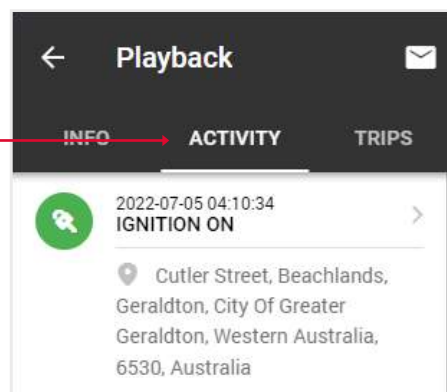 Playback
INFO ACTIVITY TRIPS
2022-07-05 04:10:34
IGNITION ON
Cutler Street, Beachlands,
Geraldton, City Of Greater
Geraldton, Western Australia,
6530, Australia